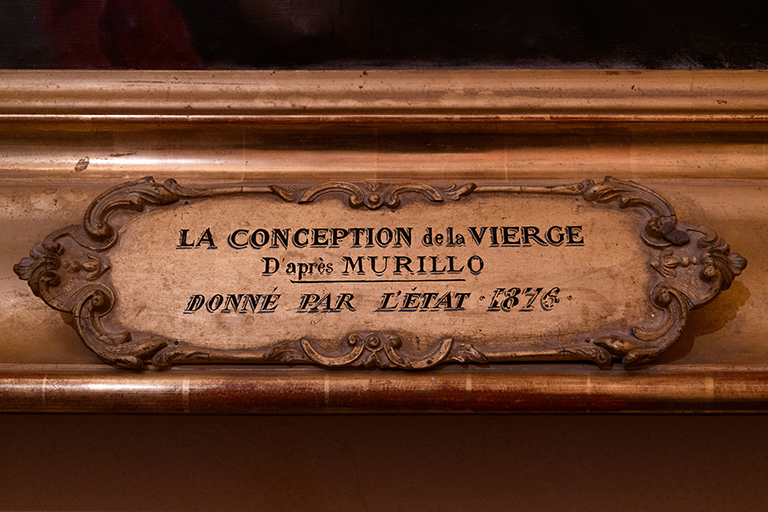 LA CONCEPTION de la VIERGE
D'après MURILLO
DONNÉ PAR L'ÉTAT · 1876 ·